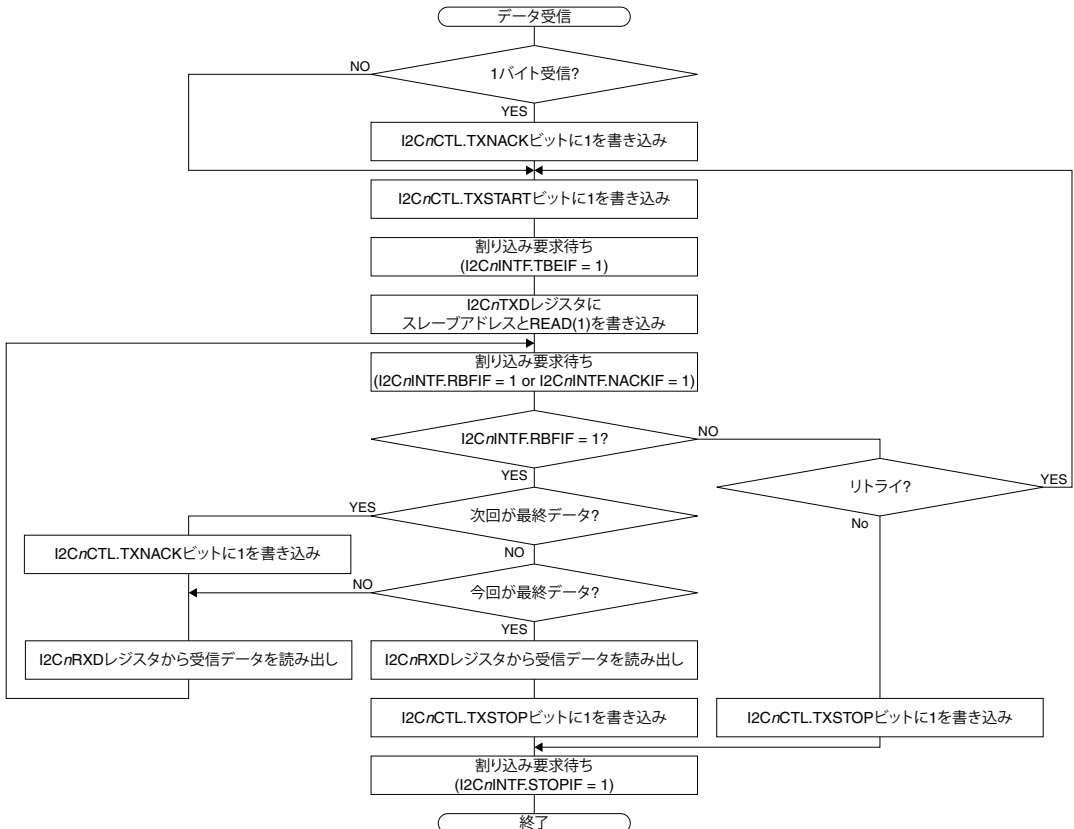 データ受信
1バイト受信?
NO
YES
I2CnCTL.TXNACKビットに1を書き込み
I2CnCTL.TXSTARTビットに1を書き込み
割り込み要求待ち
(I2CnINTF.TBEIF = 1)
I2CnTXDレジスタに
スレーブアドレスとREAD(1)を書き込み
割り込み要求待ち
(I2CnINTF.RBFIF = 1 or I2CnINTF.NACKIF = 1)
I2CnINTF.RBFIF = 1?
NO
YES
リトライ?
YES
No
次回が最終データ?
YES
NO
I2CnCTL.TXNACKビットに1を書き込み
今回が最終データ?
NO
YES
I2CnRXDレジスタから受信データを読み出し
I2CnRXDレジスタから受信データを読み出し
I2CnCTL.TXSTOPビットに1を書き込み
I2CnCTL.TXSTOPビットに1を書き込み
割り込み要求待ち
(I2CnINTF.STOPIF = 1)
終了